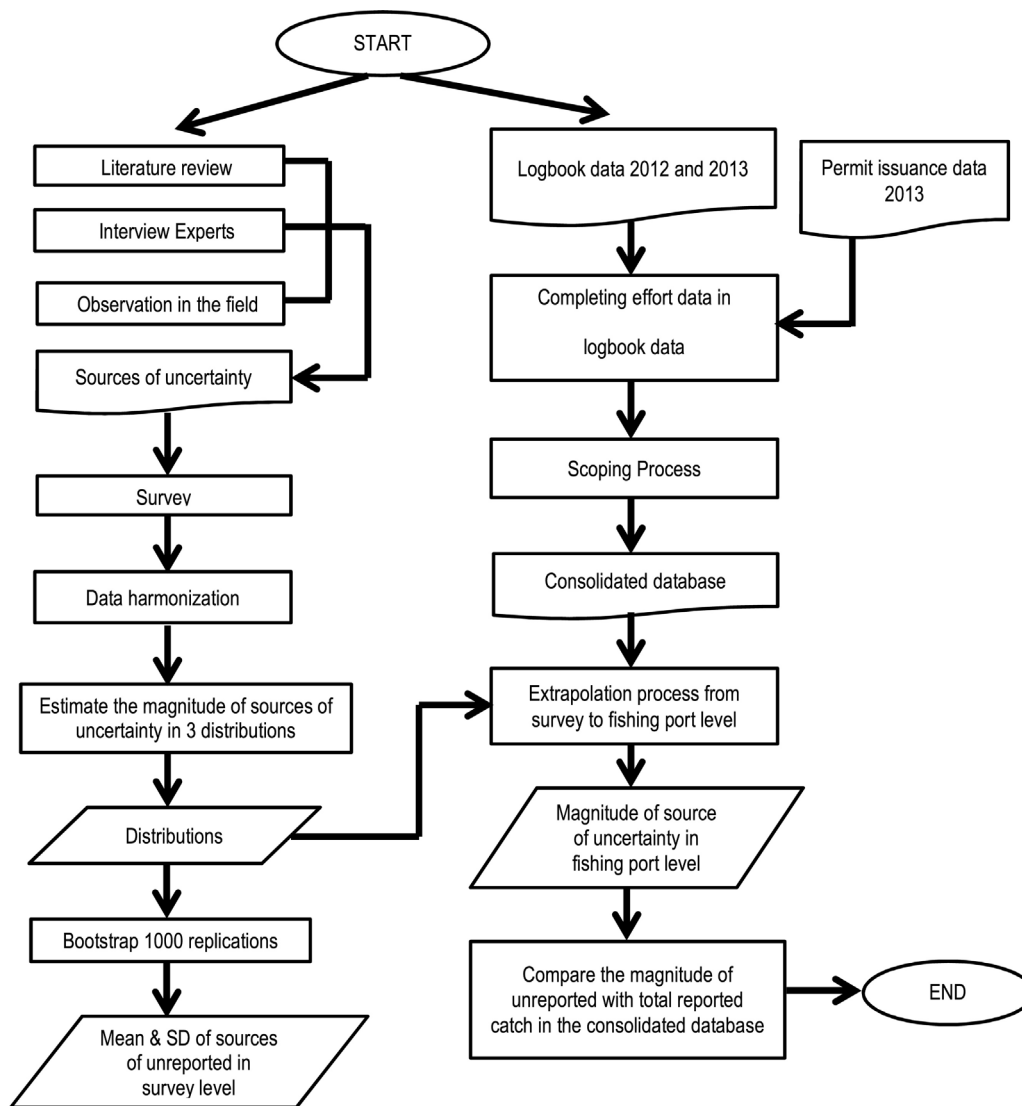 START
Literature review
Interview Experts
Observation in the field
Sources of uncertainty
Survey
Data harmonization
Estimate the magnitude of sources of
uncertainty in 3 distributions
Distributions
Bootstrap 1000 replications
Mean & SD of sources
of unreported in
survey level
Logbook data 2012 and 2013
Permit issuance data
2013
Completing effort data in
logbook data
Scoping Process
Consolidated database
Extrapolation process from
survey to fishing port level
Magnitude of source
of uncertainty in
fishing port level
Compare the magnitude of
unreported with total reported
catch in the consolidated database
END